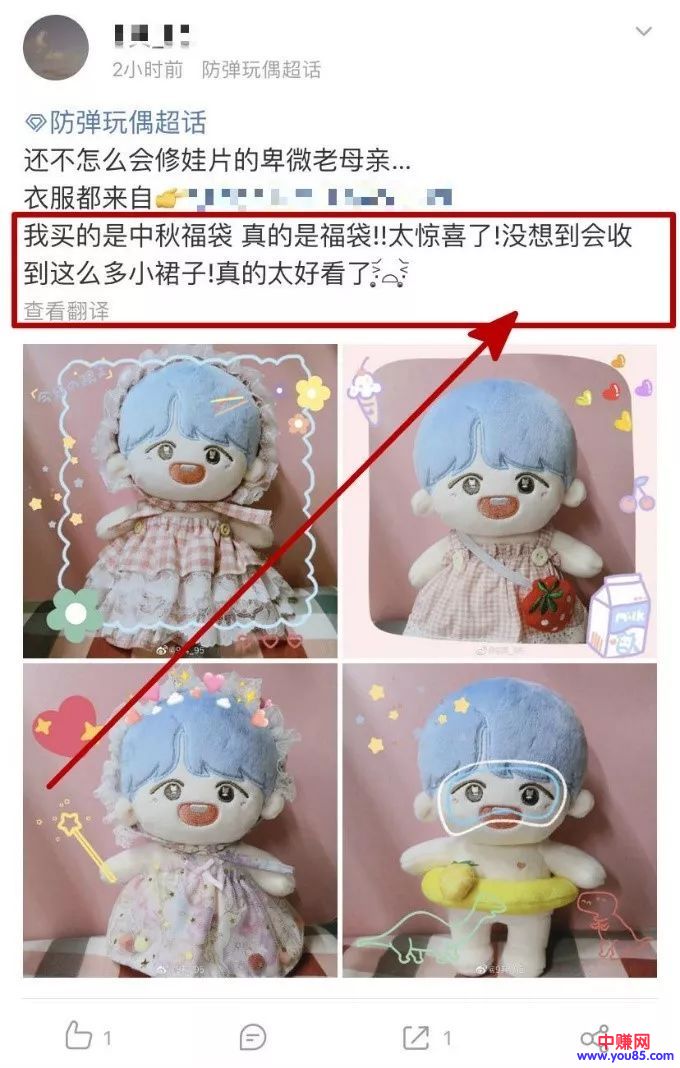 2小时前 防弹玩偶超话
防弹玩偶超话
还不怎么会修娃片的卑微老母亲...
衣服都来自👉
我买的是中秋福袋 真的是福袋!!太惊喜了!没想到会收
到这么多小裙子!真的太好看了
查看翻译
milk
1
1
中赚网
www.you85.com